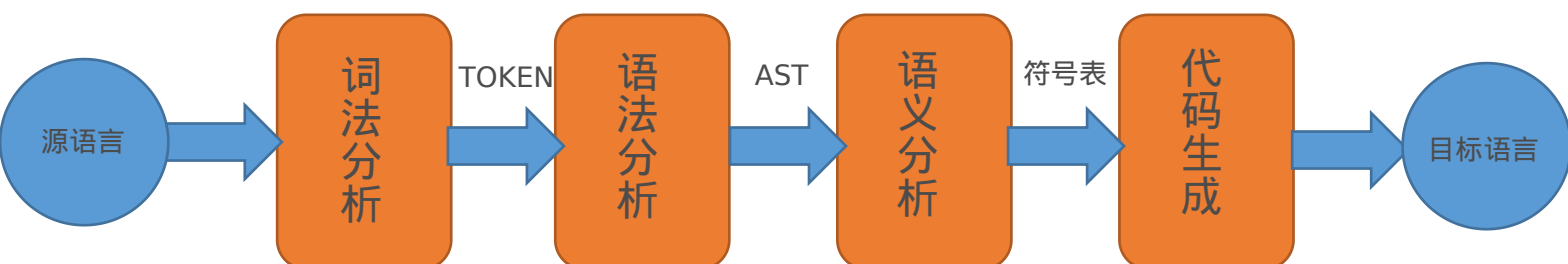 源语言
词法分析
TOKEN
语法分析
AST
语义分析
符号表
代码生成
目标语言